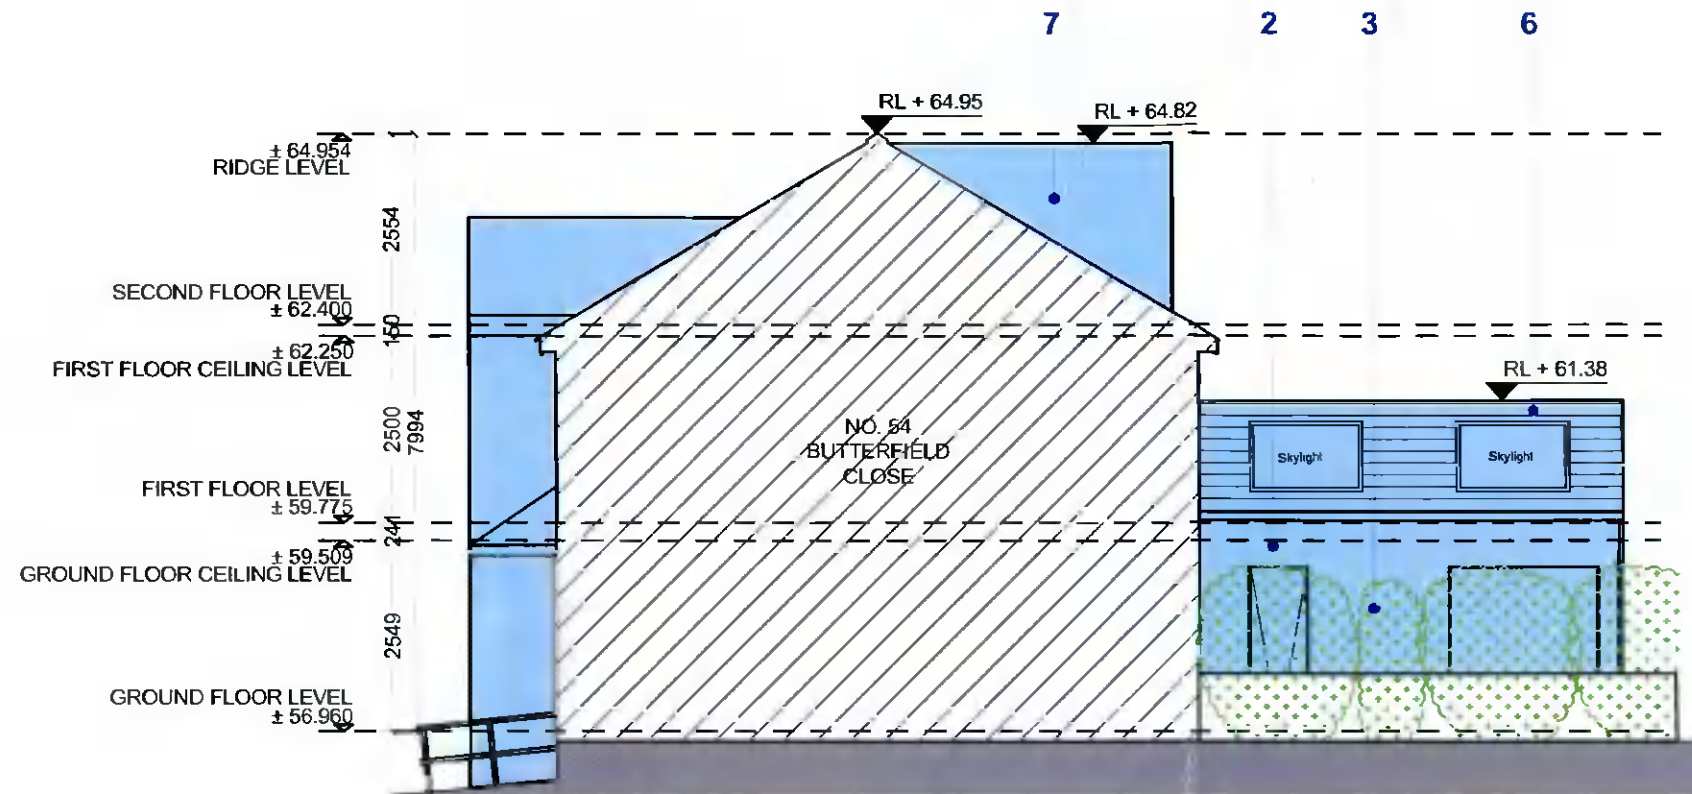 7 2 3 6
RL + 64.95
RL + 64.82
± 64.954
RIDGE LEVEL
2554
SECOND FLOOR LEVEL
± 62.400
150
± 62.250
FIRST FLOOR CEILING LEVEL
RL + 61.38
2500
7994
NO. 54
BUTTERFIELD
CLOSE
Skylight
Skylight
FIRST FLOOR LEVEL
± 59.775
241
± 59.509
GROUND FLOOR CEILING LEVEL
2549
GROUND FLOOR LEVEL
± 56.960